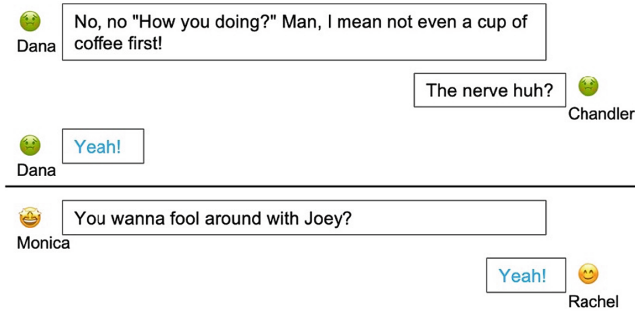 No, no "How you doing?" Man, I mean not even a cup of
coffee first!
Dana
The nerve huh?
Chandler
Yeah!
Dana
You wanna fool around with Joey?
Monica
Yeah!
Rachel